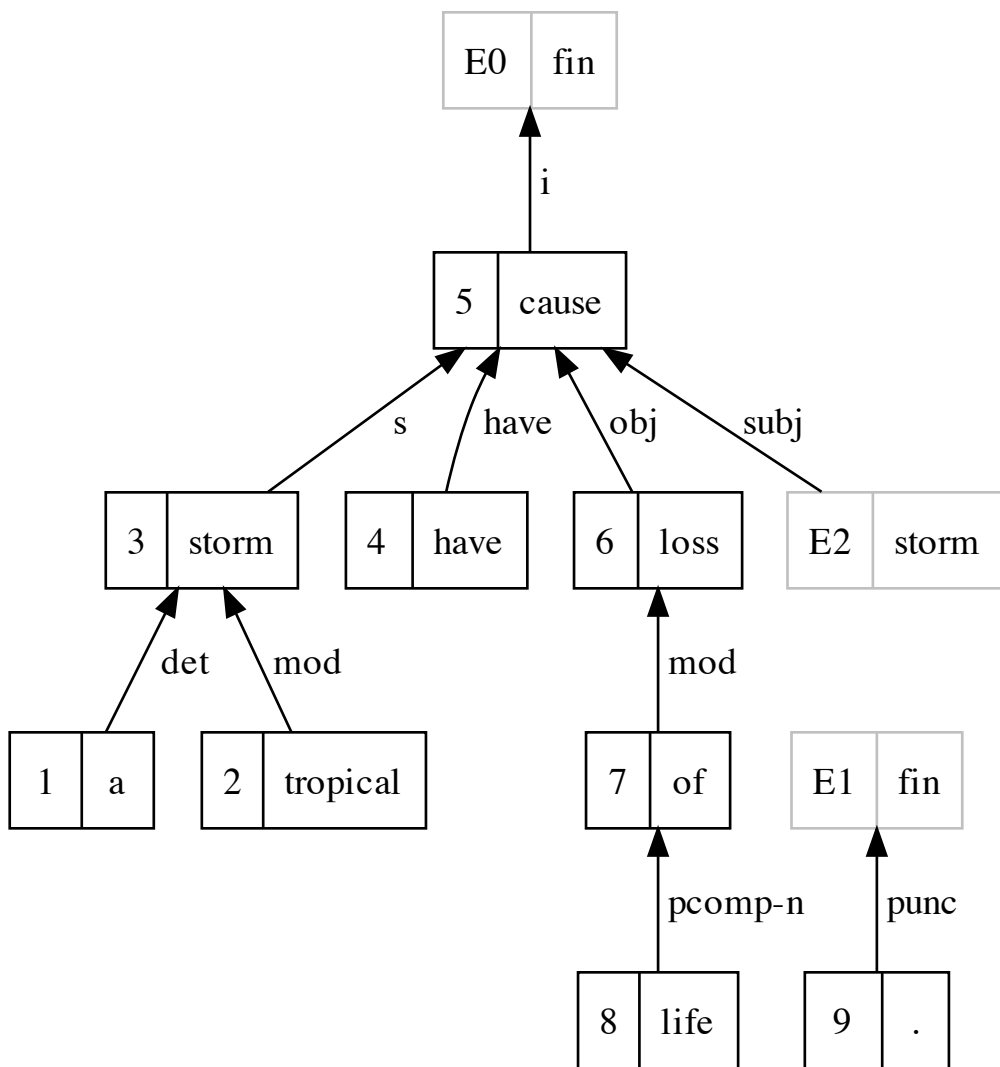 E0 fin
i
5 cause
s have obj subj
3 storm 4 have 6 loss E2 storm
det mod mod
1 a 2 tropical 7 of E1 fin
pcomp-n punc
8 life 9 .